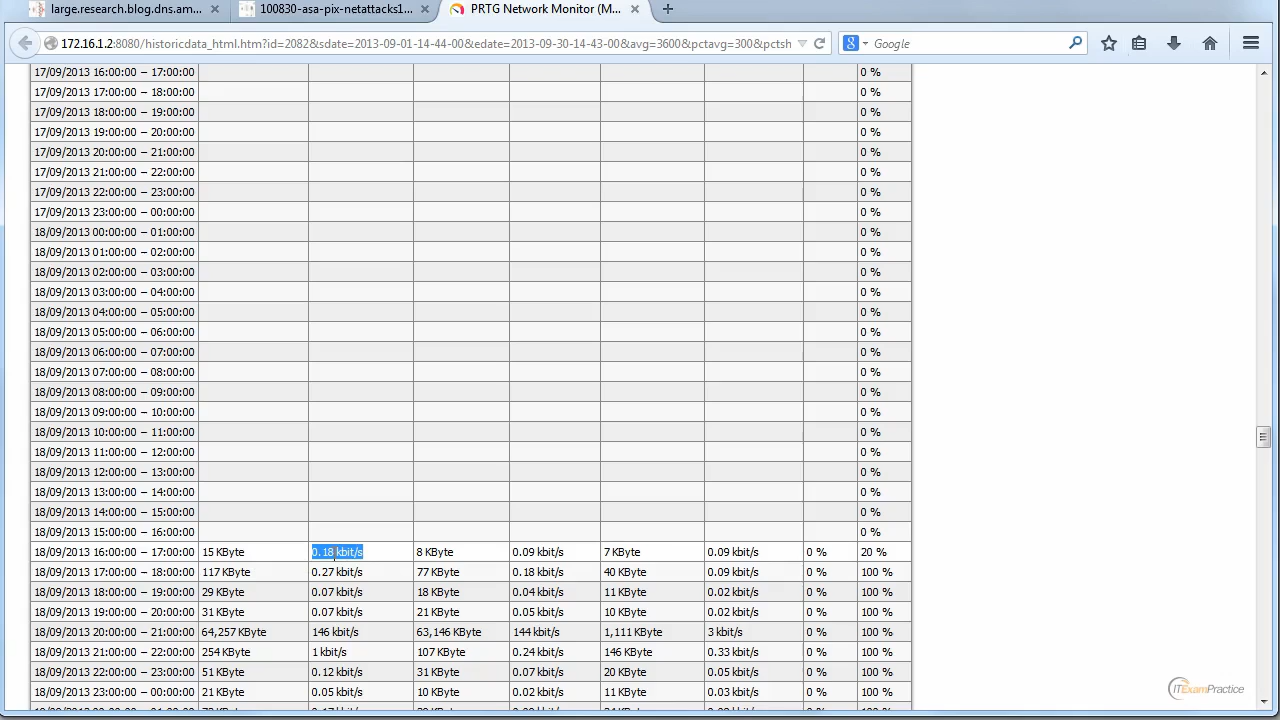 large.research.blog.dns.am...
100830-asa-pix-netattacks1...
PRTG Network Monitor (M...
172.16.1.2:8080/historicdata_html.htm?id=2082&sdate=2013-09-01-14-44-00&edate=2013-09-30-14-43-00&avg=3600&pctavg=300&pctsh
Google
17/09/2013 16:00:00 – 17:00:00 0 %
17/09/2013 17:00:00 – 18:00:00 0 %
17/09/2013 18:00:00 – 19:00:00 0 %
17/09/2013 19:00:00 – 20:00:00 0 %
17/09/2013 20:00:00 – 21:00:00 0 %
17/09/2013 21:00:00 – 22:00:00 0 %
17/09/2013 22:00:00 – 23:00:00 0 %
17/09/2013 23:00:00 – 00:00:00 0 %
18/09/2013 00:00:00 – 01:00:00 0 %
18/09/2013 01:00:00 – 02:00:00 0 %
18/09/2013 02:00:00 – 03:00:00 0 %
18/09/2013 03:00:00 – 04:00:00 0 %
18/09/2013 04:00:00 – 05:00:00 0 %
18/09/2013 05:00:00 – 06:00:00 0 %
18/09/2013 06:00:00 – 07:00:00 0 %
18/09/2013 07:00:00 – 08:00:00 0 %
18/09/2013 08:00:00 – 09:00:00 0 %
18/09/2013 09:00:00 – 10:00:00 0 %
18/09/2013 10:00:00 – 11:00:00 0 %
18/09/2013 11:00:00 – 12:00:00 0 %
18/09/2013 12:00:00 – 13:00:00 0 %
18/09/2013 13:00:00 – 14:00:00 0 %
18/09/2013 14:00:00 – 15:00:00 0 %
18/09/2013 15:00:00 – 16:00:00 0 %
18/09/2013 16:00:00 – 17:00:00 15 KByte 0.18 kbit/s 8 KByte 0.09 kbit/s 7 KByte 0.09 kbit/s 0 % 20 %
18/09/2013 17:00:00 – 18:00:00 117 KByte 0.27 kbit/s 77 KByte 0.18 kbit/s 40 KByte 0.09 kbit/s 0 % 100 %
18/09/2013 18:00:00 – 19:00:00 29 KByte 0.07 kbit/s 18 KByte 0.04 kbit/s 11 KByte 0.02 kbit/s 0 % 100 %
18/09/2013 19:00:00 – 20:00:00 31 KByte 0.07 kbit/s 21 KByte 0.05 kbit/s 10 KByte 0.02 kbit/s 0 % 100 %
18/09/2013 20:00:00 – 21:00:00 64,257 KByte 146 kbit/s 63,146 KByte 144 kbit/s 1,111 KByte 3 kbit/s 0 % 100 %
18/09/2013 21:00:00 – 22:00:00 254 KByte 1 kbit/s 107 KByte 0.24 kbit/s 146 KByte 0.33 kbit/s 0 % 100 %
18/09/2013 22:00:00 – 23:00:00 51 KByte 0.12 kbit/s 31 KByte 0.07 kbit/s 20 KByte 0.05 kbit/s 0 % 100 %
18/09/2013 23:00:00 – 00:00:00 21 KByte 0.05 kbit/s 10 KByte 0.02 kbit/s 11 KByte 0.03 kbit/s 0 % 100 %
ITExamPractice